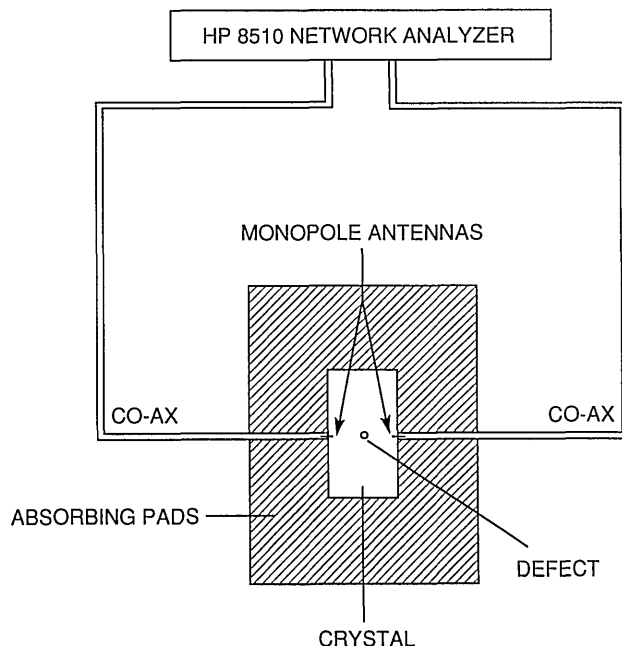 HP 8510 NETWORK ANALYZER
MONOPOLE ANTENNAS
CO-AX
CO-AX
ABSORBING PADS
DEFECT
CRYSTAL